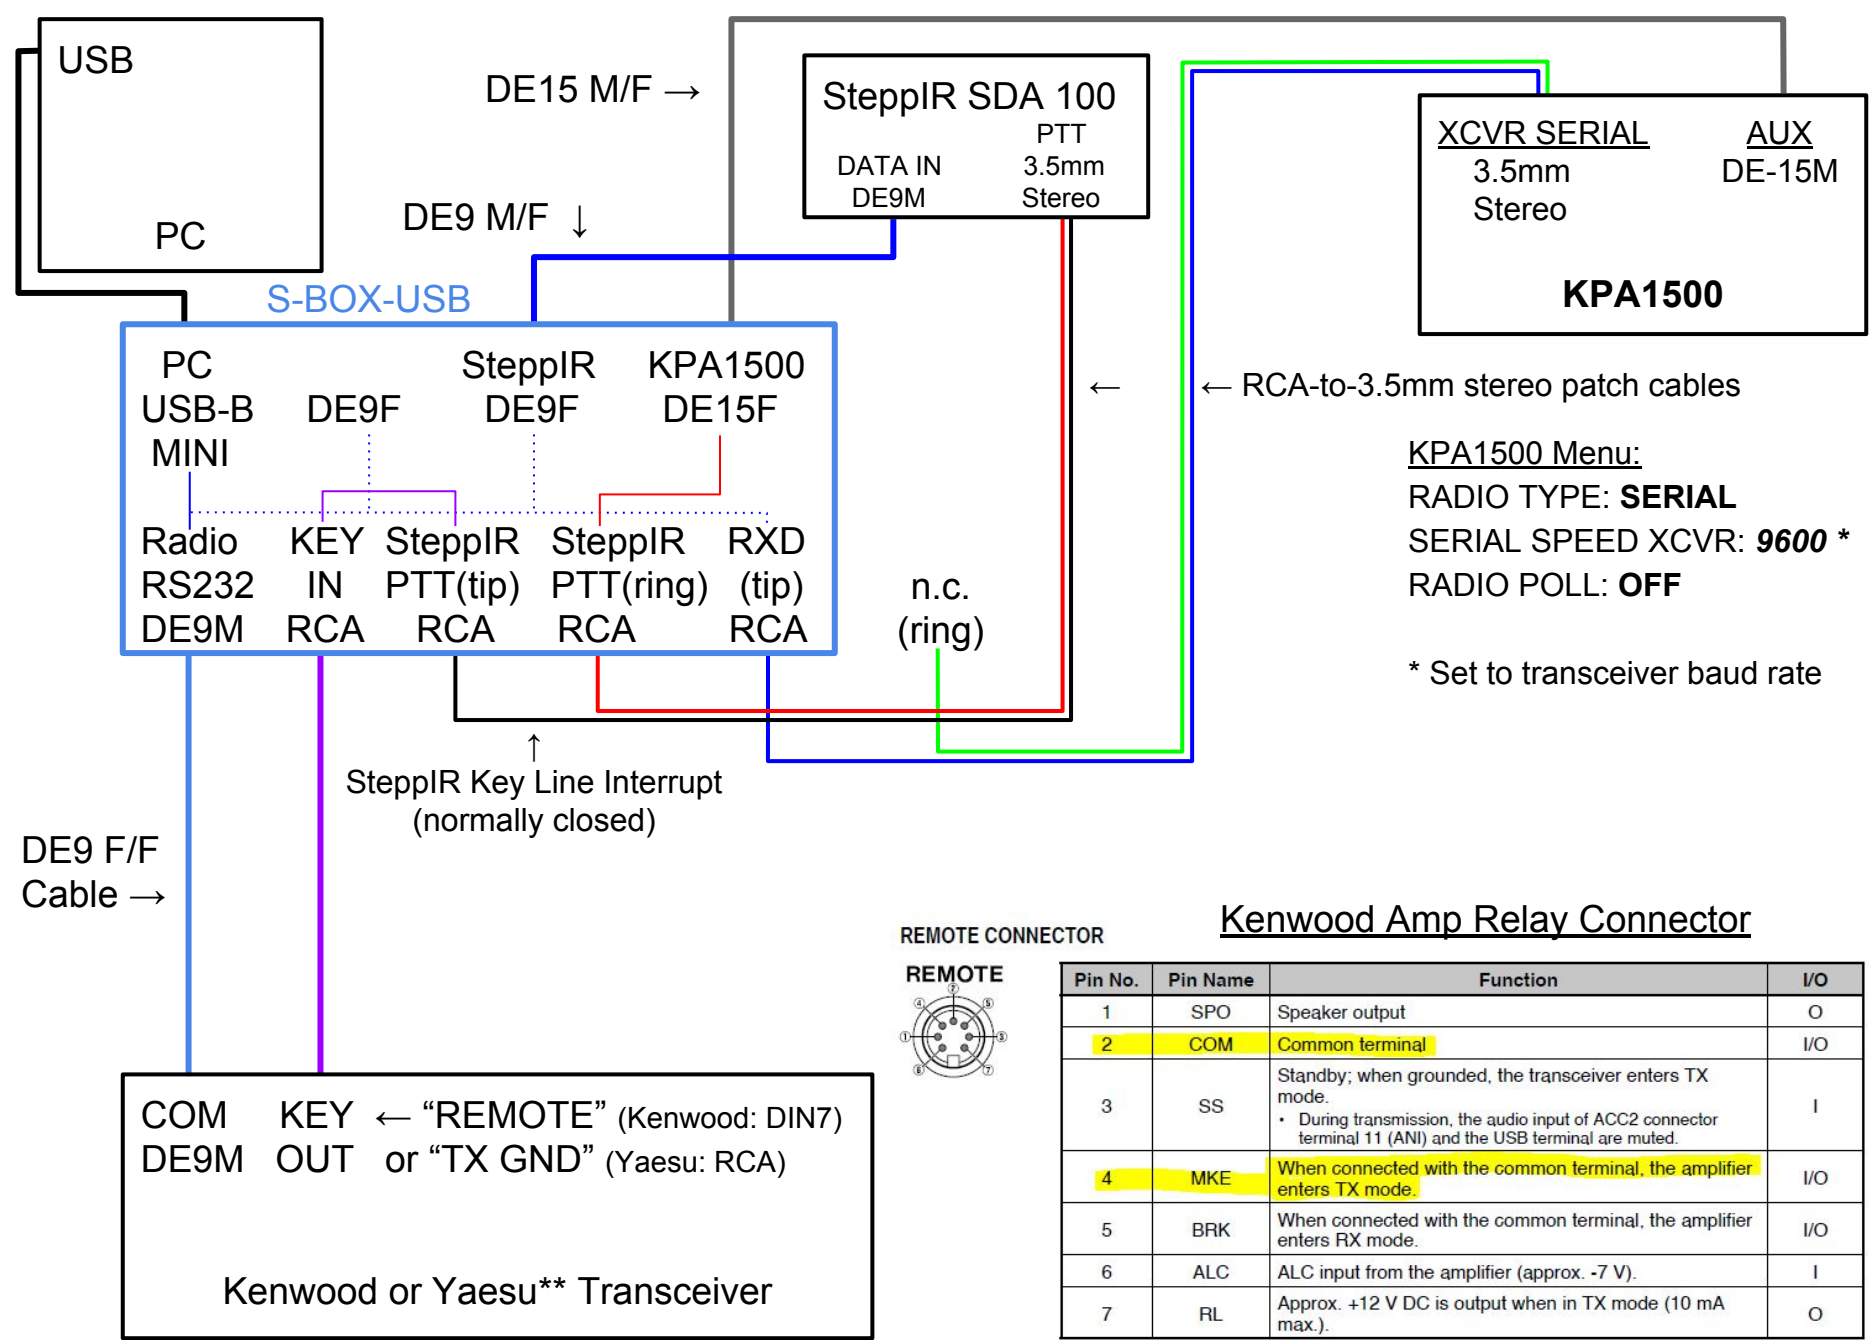 USB
PC
DE15 M/F →
DE9 M/F ↓
SteppIR SDA 100
PTT
DATA IN 3.5mm
DE9M Stereo
XCVR SERIAL AUX
3.5mm DE-15M
Stereo
KPA1500
S-BOX-USB
PC SteppIR KPA1500
USB-B DE9F DE9F DE15F
MINI
Radio KEY SteppIR SteppIR RXD
RS232 IN PTT(tip) PTT(ring) (tip)
DE9M RCA RCA RCA RCA
n.c.
(ring)
← ← RCA-to-3.5mm stereo patch cables
KPA1500 Menu:
RADIO TYPE: SERIAL
SERIAL SPEED XCVR: 9600 *
RADIO POLL: OFF
* Set to transceiver baud rate
↑
SteppIR Key Line Interrupt
(normally closed)
DE9 F/F
Cable →
COM KEY ← “REMOTE” (Kenwood: DIN7)
DE9M OUT or “TX GND” (Yaesu: RCA)
Kenwood or Yaesu** Transceiver
Kenwood Amp Relay Connector
REMOTE CONNECTOR
REMOTE
Pin No. Pin Name Function I/O
1 SPO Speaker output O
2 COM Common terminal I/O
3 SS Standby; when grounded, the transceiver enters TX
mode.
• During transmission, the audio input of ACC2 connector
terminal 11 (ANI) and the USB terminal are muted. I
4 MKE When connected with the common terminal, the amplifier
enters TX mode. I/O
5 BRK When connected with the common terminal, the amplifier
enters RX mode. I/O
6 ALC ALC input from the amplifier (approx. -7 V). I
7 RL Approx. +12 V DC is output when in TX mode (10 mA
max.). O